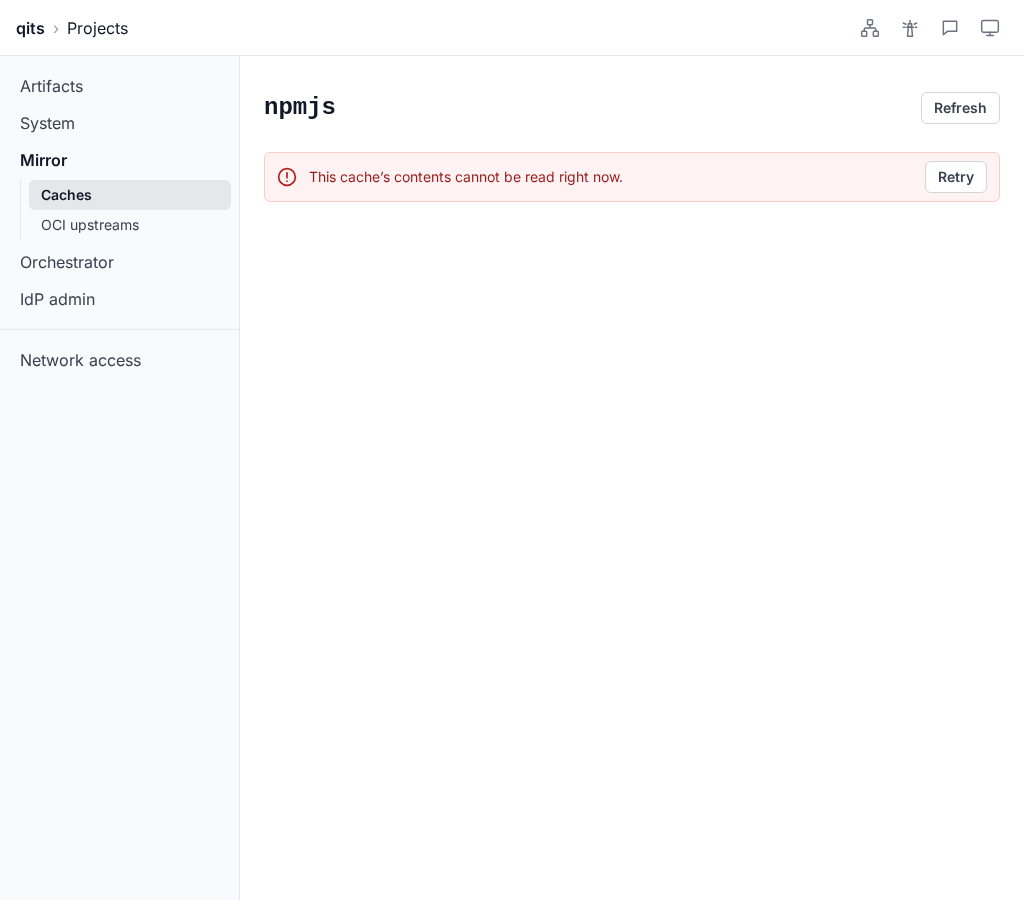 qits › Projects
Artifacts
System
Mirror
Caches
OCI upstreams
Orchestrator
IdP admin
Network access
npmjs
Refresh
This cache’s contents cannot be read right now.
Retry